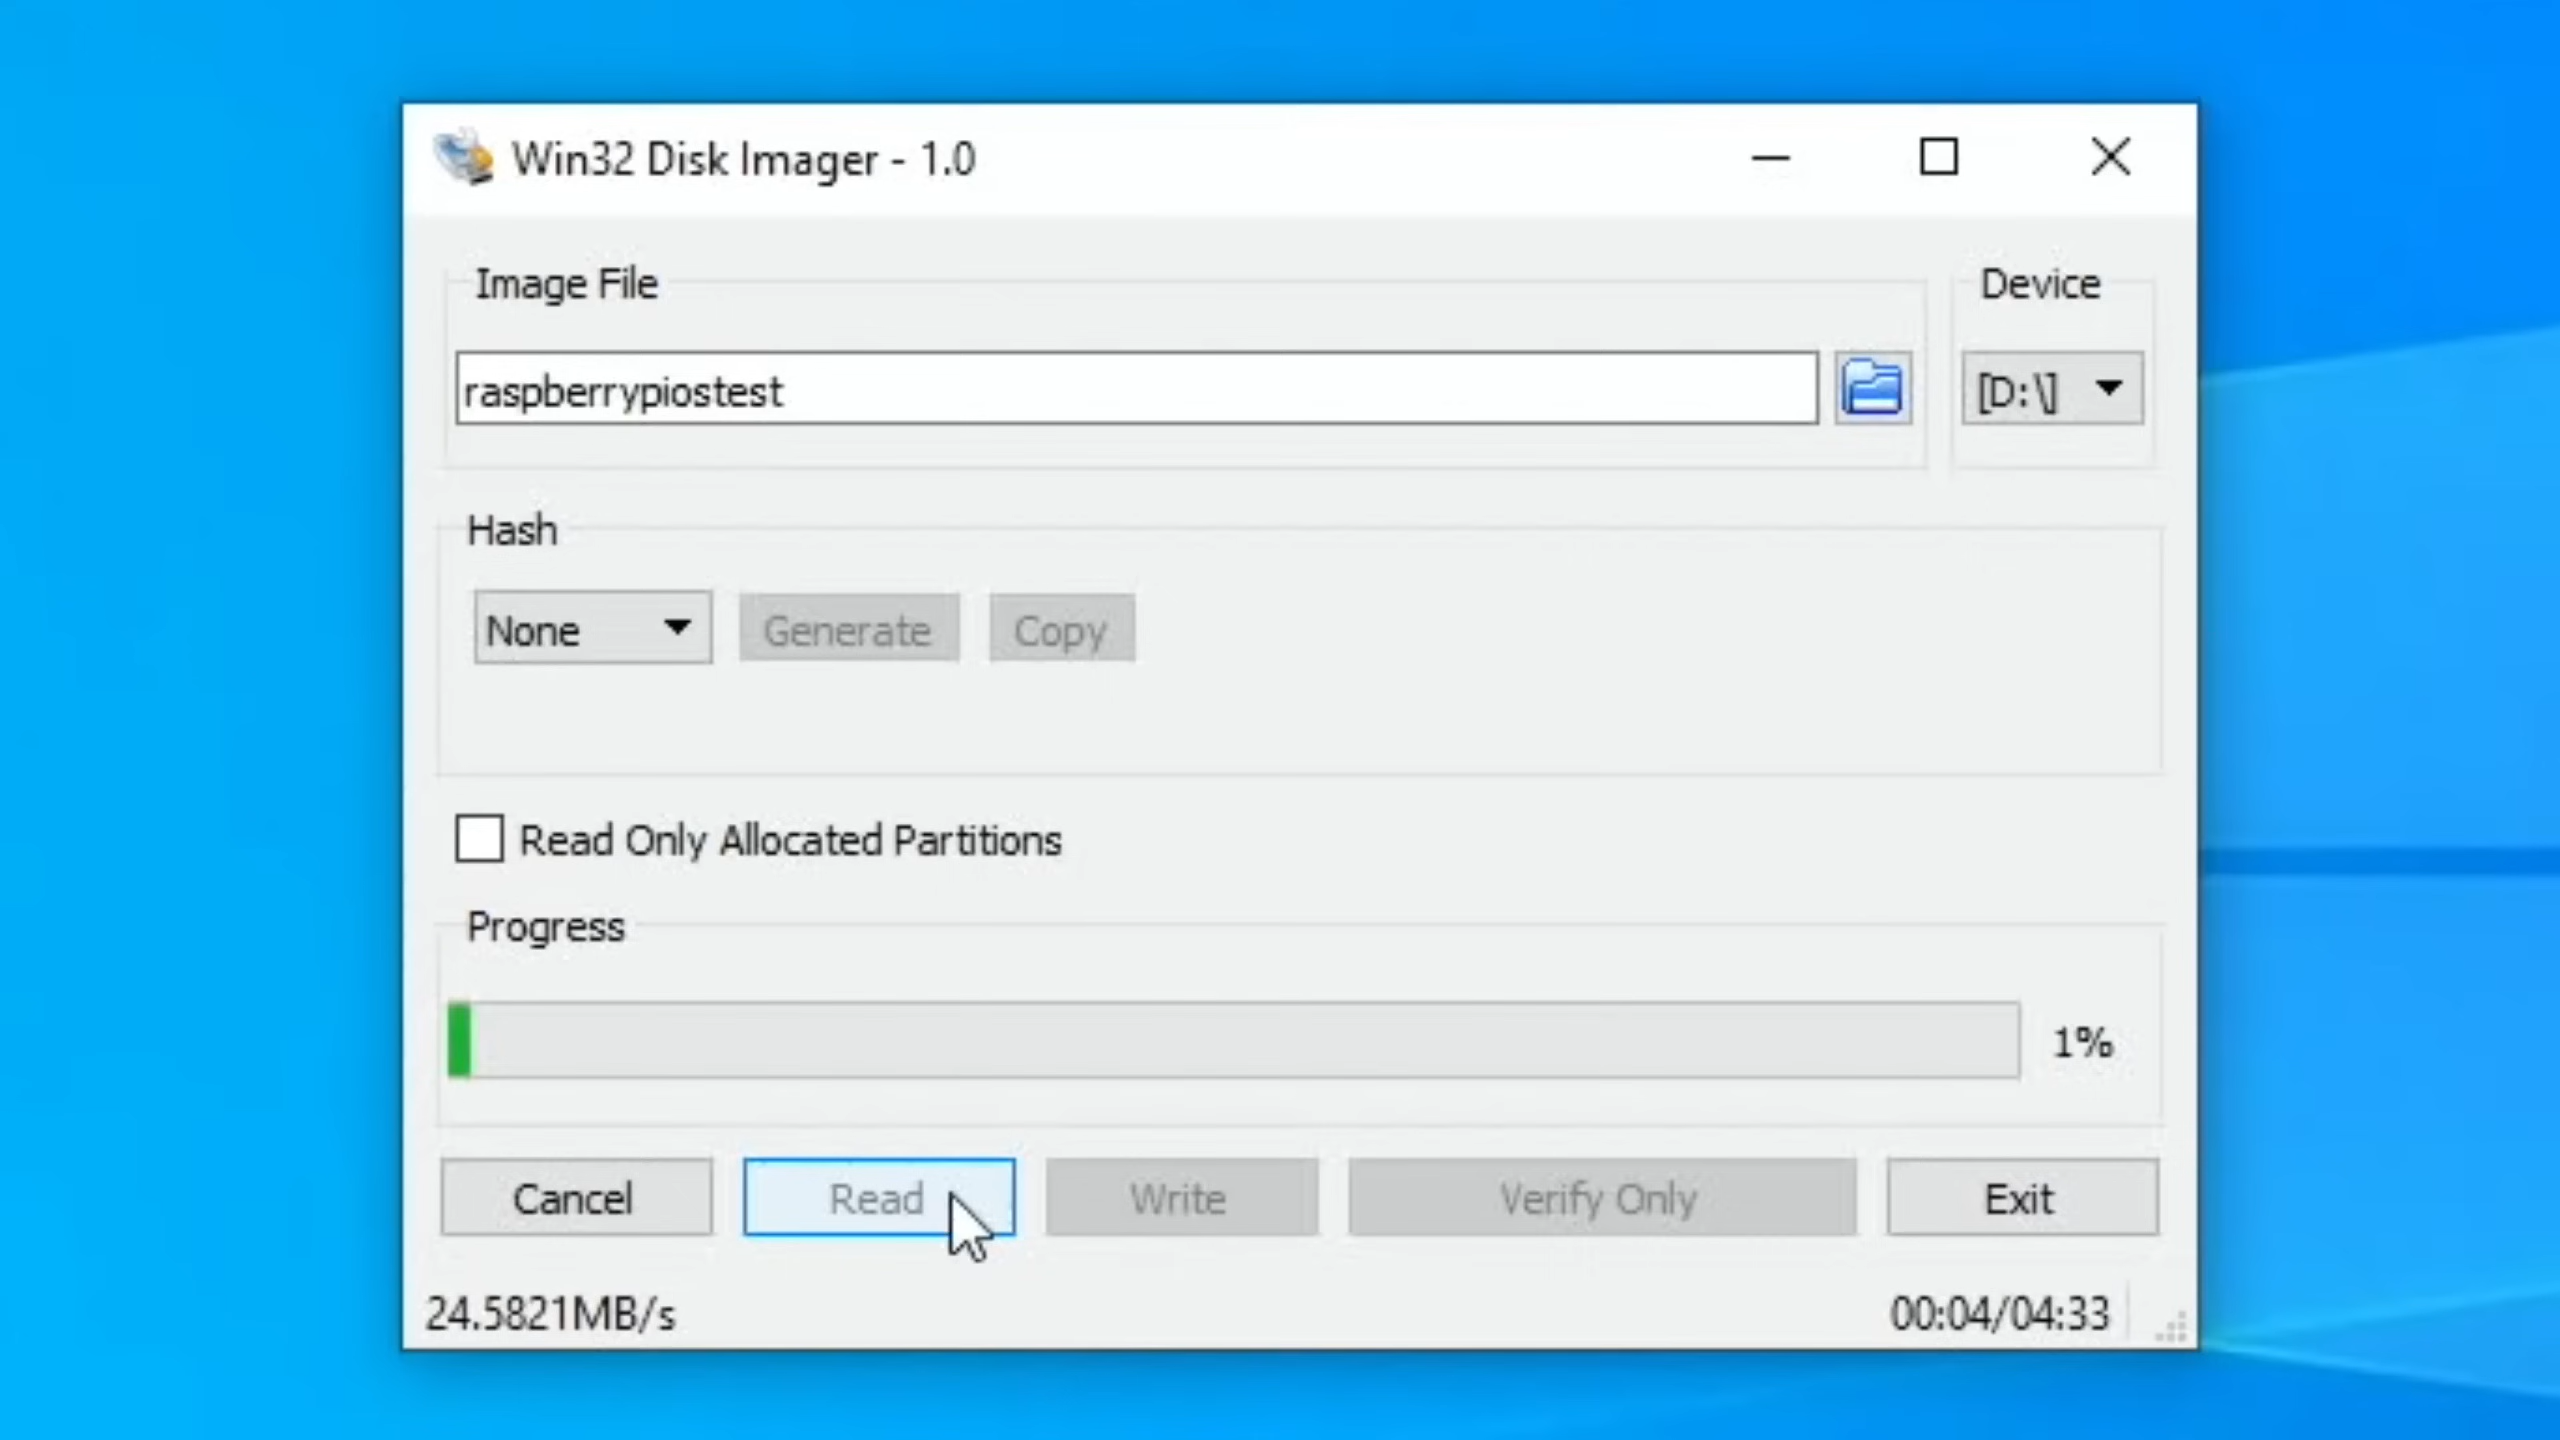 Win32 Disk Imager - 1.0
Image File
Device
raspberrypiostest
[D:\]
Hash
None
Generate
Copy
Read Only Allocated Partitions
Progress
1%
Cancel
Read
Write
Verify Only
Exit
24.5821MB/s
00:04/04:33